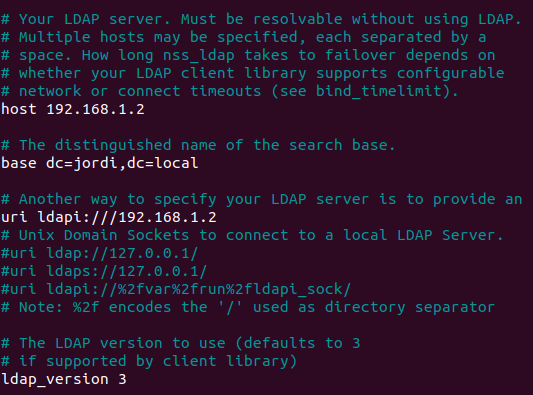 # Your LDAP server. Must be resolvable without using LDAP.
# Multiple hosts may be specified, each separated by a
# space. How long nss_ldap takes to failover depends on
# whether your LDAP client library supports configurable
# network or connect timeouts (see bind_timelimit).
host 192.168.1.2
# The distinguished name of the search base.
base dc=jordi,dc=local
# Another way to specify your LDAP server is to provide an
uri ldapi:///192.168.1.2
# Unix Domain Sockets to connect to a local LDAP Server.
#uri ldap://127.0.0.1/
#uri ldaps://127.0.0.1/
#uri ldapi://%2fvar%2frun%2fldapi_sock/
# Note: %2f encodes the '/' used as directory separator
# The LDAP version to use (defaults to 3
# if supported by client library)
ldap_version 3